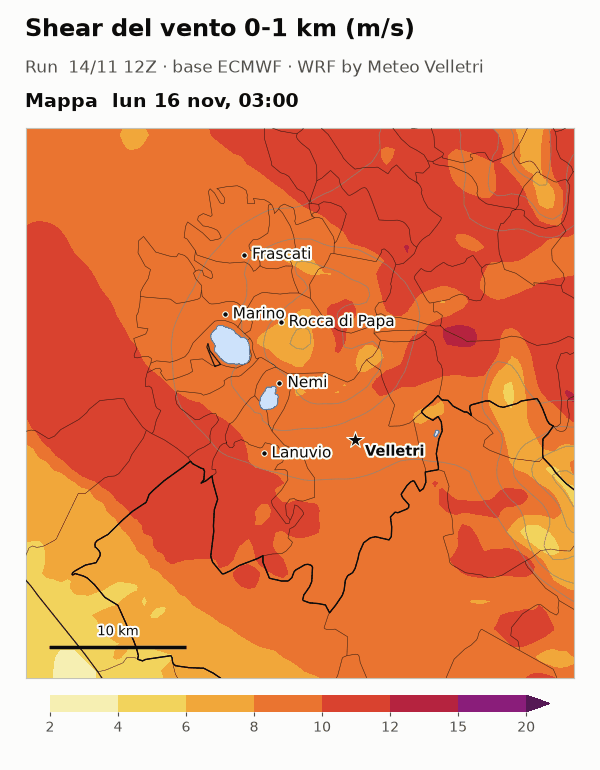 Shear del vento 0-1 km (m/s)
Run  14/11 12Z · base ECMWF · WRF by Meteo Velletri
Mappa  lun 16 nov, 03:00
Frascati
Marino
Rocca di Papa
Nemi
Velletri
Lanuvio
10 km
2 4 6 8 10 12 15 20